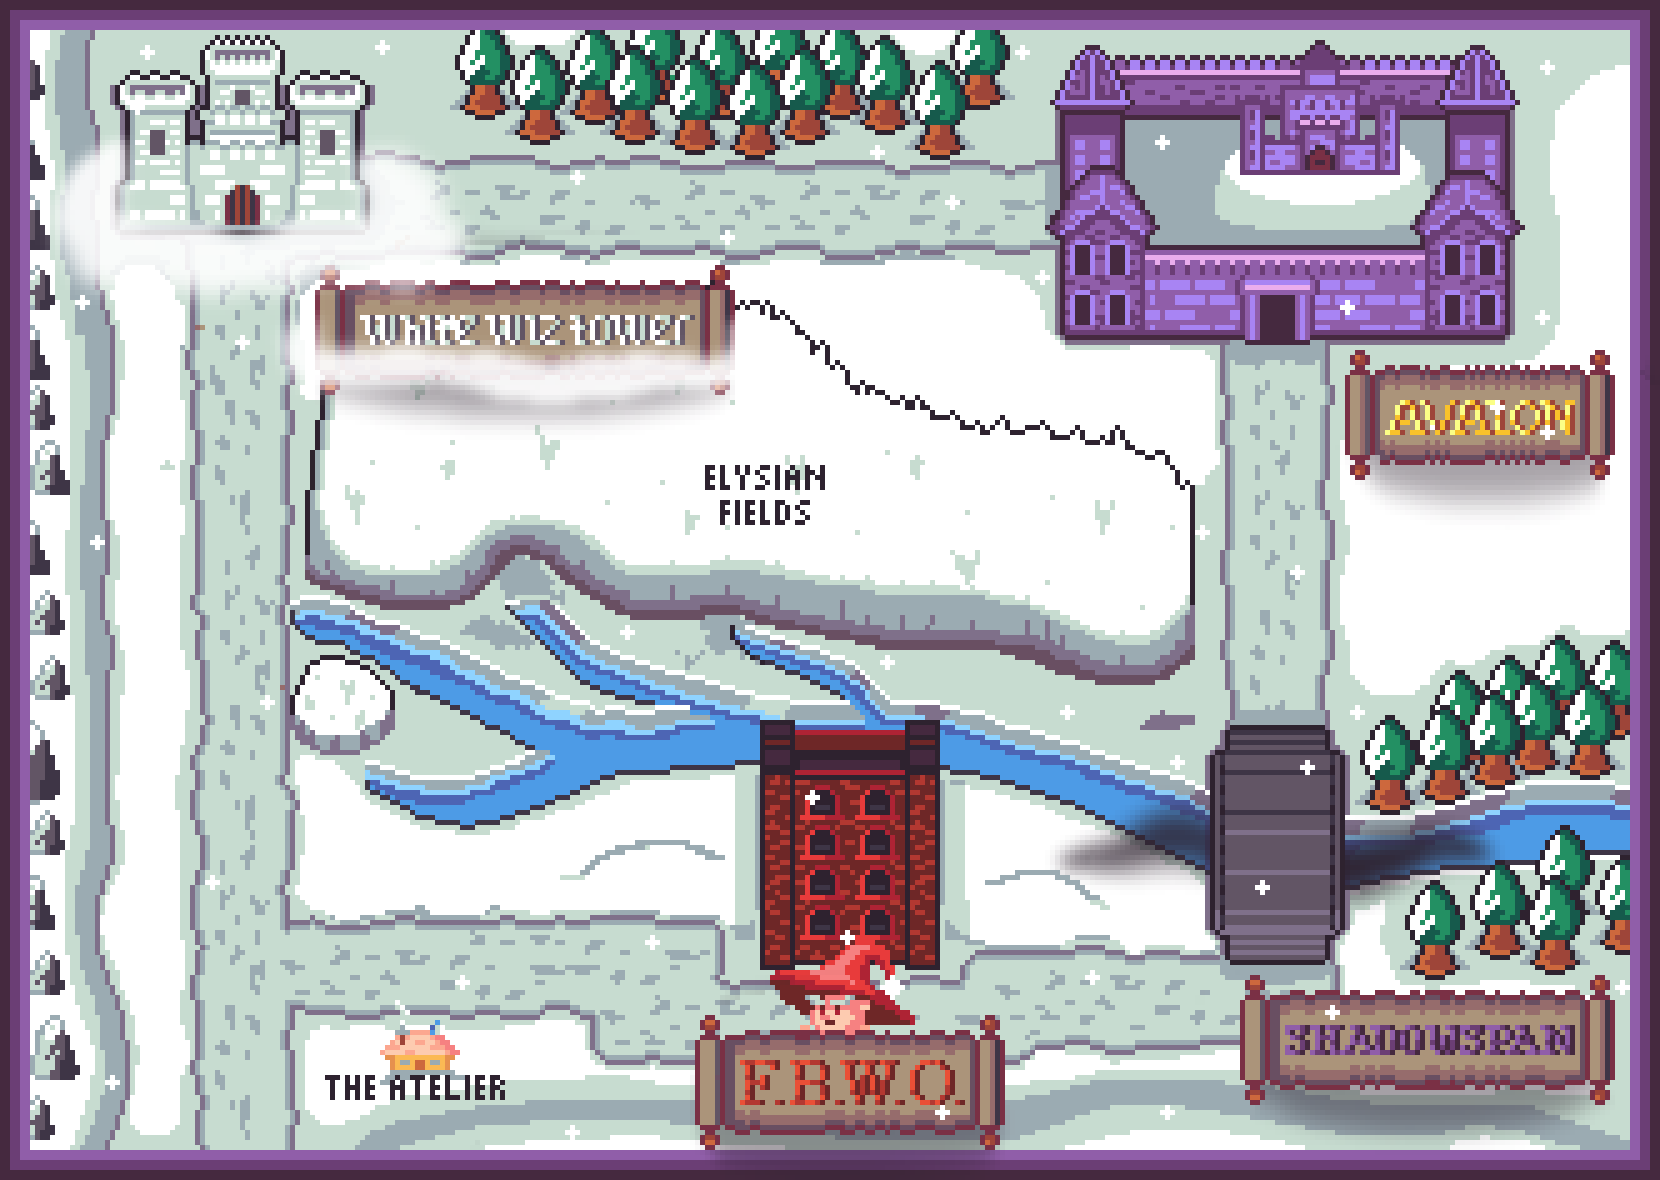 White Wiz Tower
AVALON
ELYSIAN
FIELDS
SHADOWSPAN
F.B.W.O.
THE ATELIER